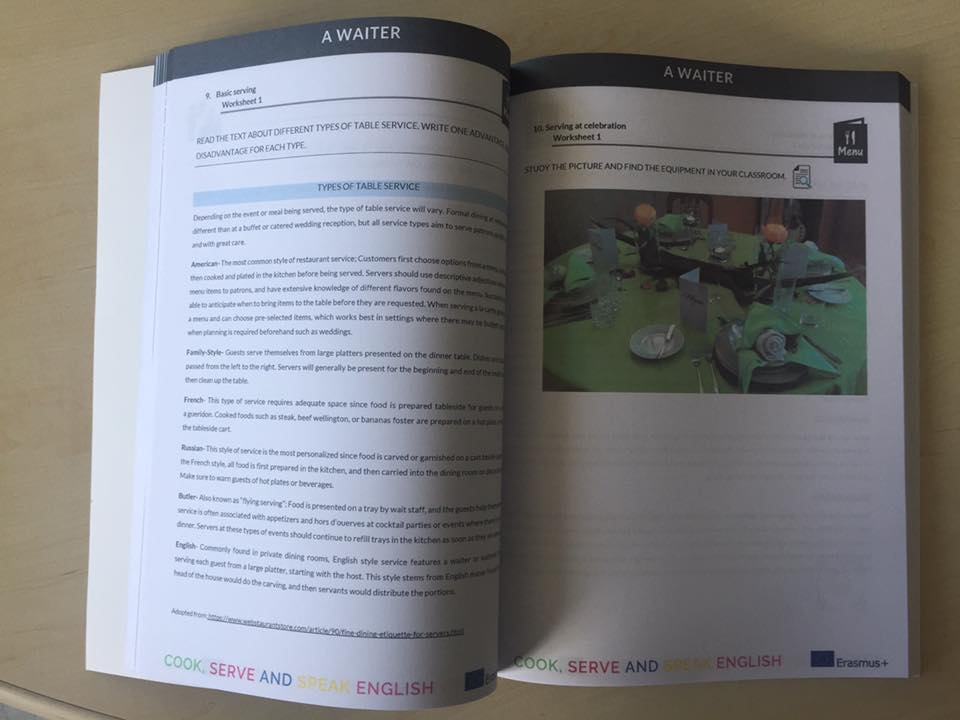 A WAITER
9. Basic serving
Worksheet 1
READ THE TEXT ABOUT DIFFERENT TYPES OF TABLE SERVICE. WRITE ONE
DISADVANTAGE FOR EACH TYPE.
TYPES OF TABLE SERVICE
Depending on the event or meal being served, the type of table service will vary. Formal dining
different than at a buffet or catered wedding reception, but all service types aim to serve patrons
and with great care.
American- The most common style of restaurant service; Customers first choose options from a menu,
then cooked and plated in the kitchen before being served. Servers should use descriptive adjectives
menu items to patrons, and have extensive knowledge of different flavors found on the menu.
able to anticipate when to bring items to the table before they are requested. When serving a la carte
a menu and can choose pre-selected items, which works best in settings where there may be
when planning is required beforehand such as weddings.
Family-Style- Guests serve themselves from large platters presented on the dinner table. Dishes
passed from the left to the right. Servers will generally be present for the beginning and end of the
then clean up the table.
French- This type of service requires adequate space since food is prepared tableside for guests
a gueridon. Cooked foods such as steak, beef wellington, or bananas foster are prepared on a hot
the tableside cart.
Russian- This style of service is the most personalized since food is carved or garnished on a cart
the French style, all food is first prepared in the kitchen, and then carried into the dining room
Make sure to warn guests of hot plates or beverages.
Butler- Also known as "flying serving": Food is presented on a tray by wait staff, and the guests help
service is often associated with appetizers and hors d'ouerves at cocktail parties or events where
dinner. Servers at these types of events should continue to refill trays in the kitchen as soon as they
English- Commonly found in private dining rooms, English style service features a waiter or
serving each guest from a large platter, starting with the host. This style stems from English
head of the house would do the carving, and then servants would distribute the portions.
Adopted from: https://www.webstaurantstore.com/article/90/fine-dining-etiquette-for-servers.html
COOK, SERVE AND SPEAK ENGLISH
A WAITER
10. Serving at celebration
Worksheet 1
Menu
STUDY THE PICTURE AND FIND THE EQUIPMENT IN YOUR CLASSROOM.
COOK, SERVE AND SPEAK ENGLISH
Erasmus+